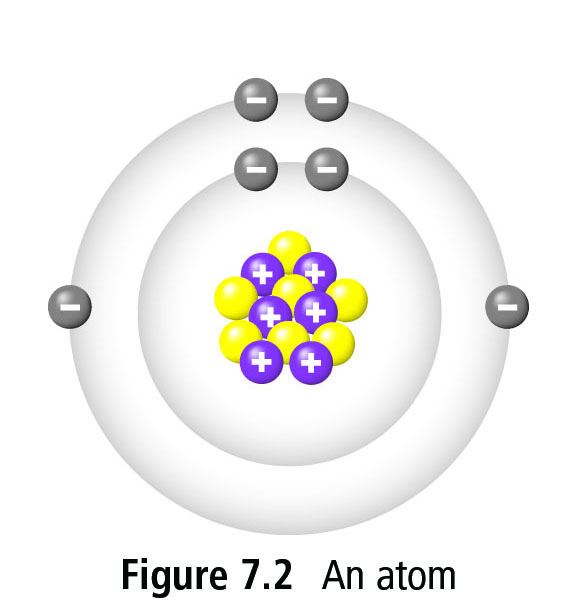 − −
− −
+ +
− + + −
+ +
Figure 7.2 An atom